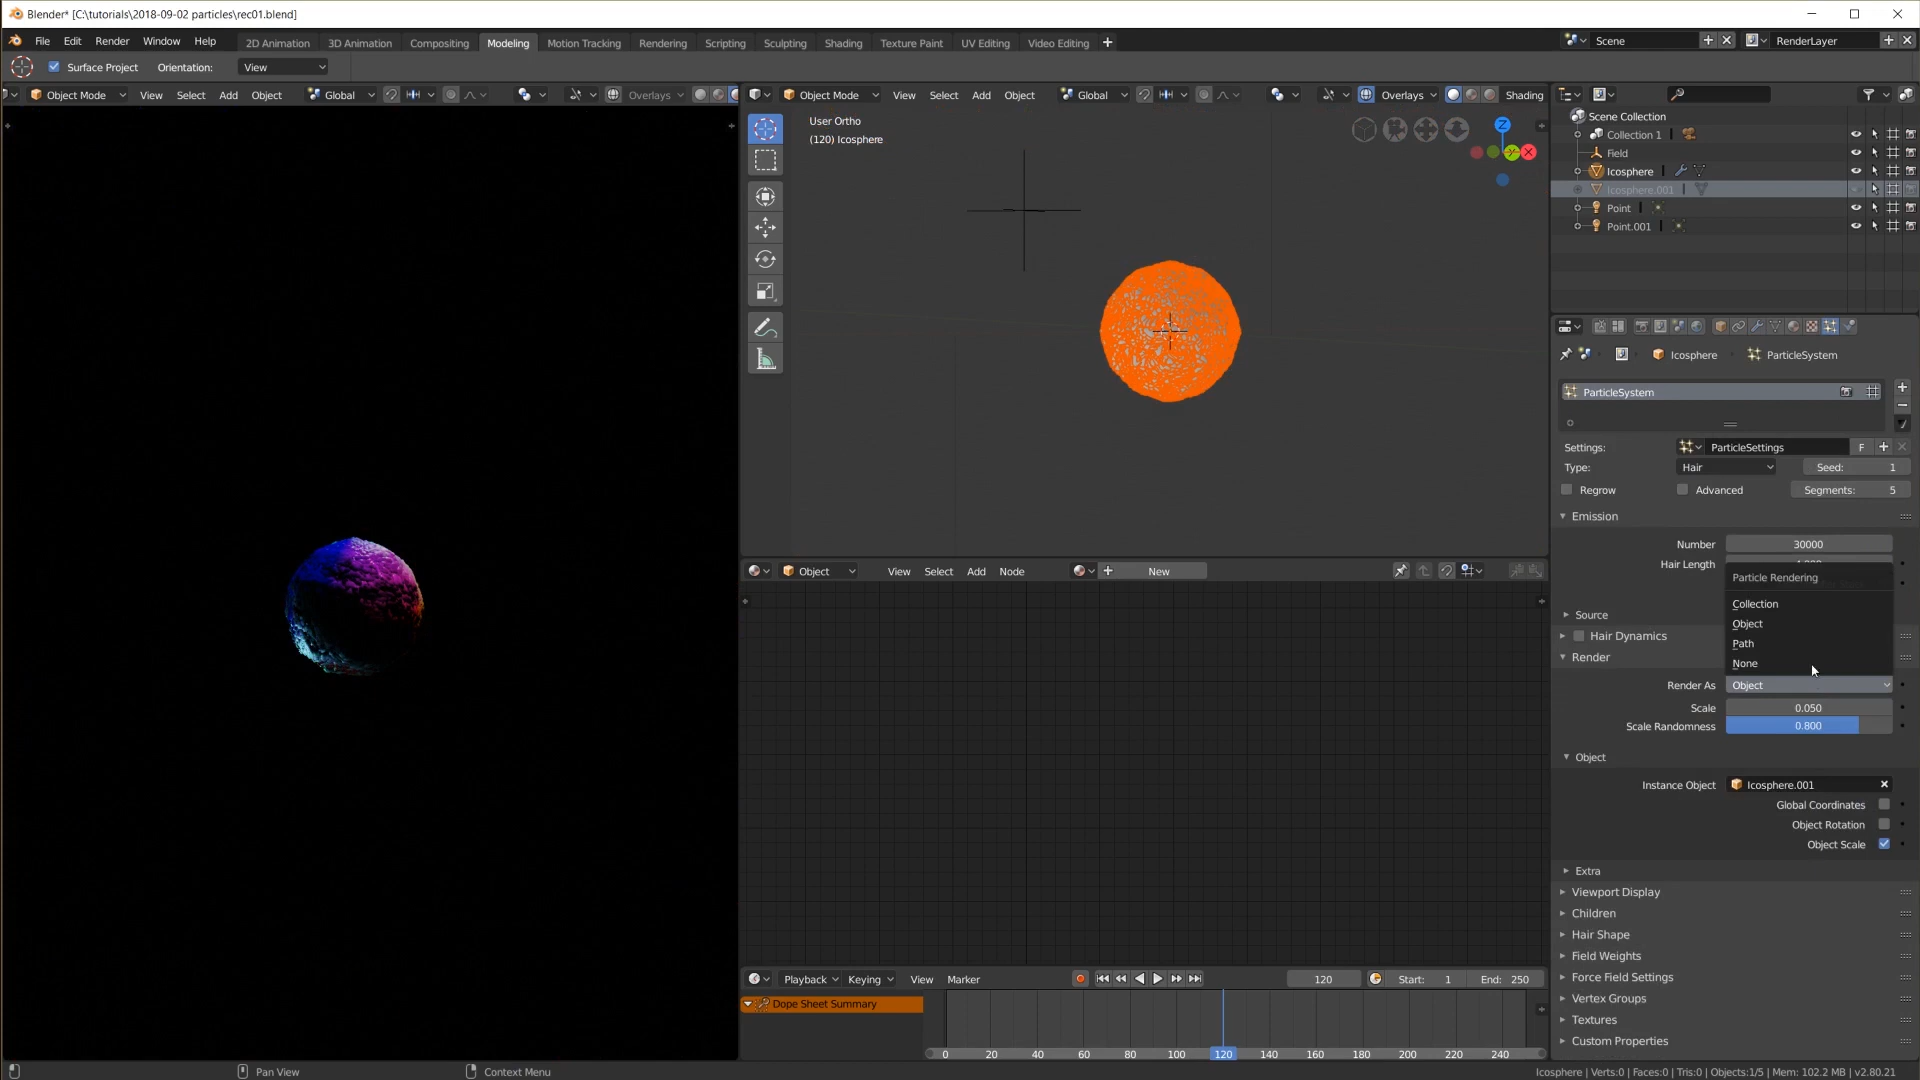 Blender* [C:\tutorials\2018-09-02 particles\rec01.blend]
File Edit Render Window Help 2D Animation 3D Animation Compositing Modeling Motion Tracking Rendering Scripting Sculpting Shading Texture Paint UV Editing Video Editing
Scene RenderLayer
Surface Project Orientation: View
Object Mode View Select Add Object Global Overlays
Object Mode View Select Add Object Global Overlays Shading
User Ortho
(120) Icosphere
Z
Y
X
Scene Collection
Collection 1
Field
Icosphere
Icosphere.001
Point
Point.001
Icosphere ParticleSystem
ParticleSystem
Settings: ParticleSettings F
Type: Hair Seed: 1
Regrow Advanced Segments: 5
Emission
Number 30000
Hair Length
Particle Rendering
Collection
Object
Path
None
Source
Hair Dynamics
Render
Render As Object
Scale 0.050
Scale Randomness 0.800
Object
Instance Object Icosphere.001
Global Coordinates
Object Rotation
Object Scale
Extra
Viewport Display
Children
Hair Shape
Field Weights
Force Field Settings
Vertex Groups
Textures
Custom Properties
Object View Select Add Node New
Playback Keying View Marker 120 Start: 1 End: 250
Dope Sheet Summary
0 20 40 60 80 100 120 140 160 180 200 220 240
Pan View Context Menu Icosphere | Verts:0 | Faces:0 | Tris:0 | Objects:1/5 | Mem: 102.2 MB | v2.80.21